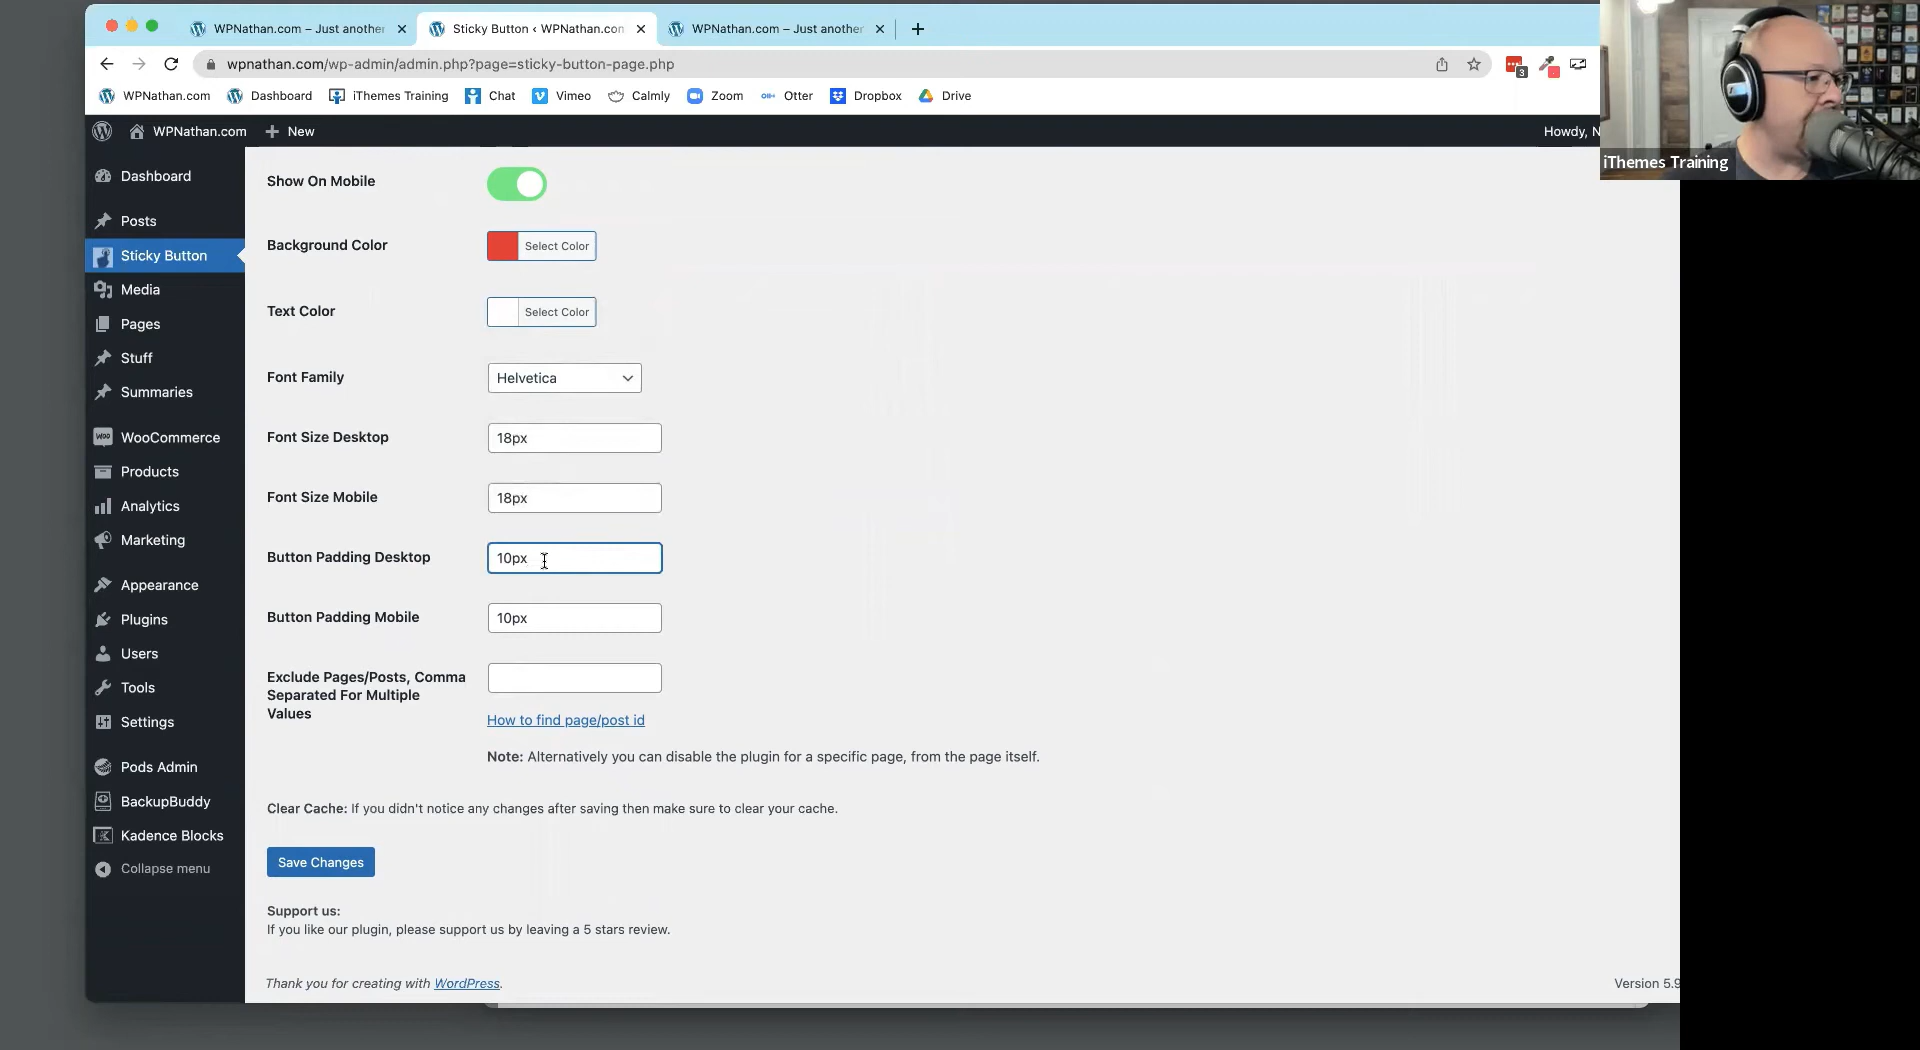 WPNathan.com – Just another
Sticky Button ‹ WPNathan.com
WPNathan.com – Just another
wpnathan.com/wp-admin/admin.php?page=sticky-button-page.php
3
WPNathan.com
Dashboard
iThemes Training
Chat
Vimeo
Calmly
Zoom
Otter
Dropbox
Drive
WPNathan.com
New
Howdy, N
iThemes Training
Dashboard
Posts
Sticky Button
Media
Pages
Stuff
Summaries
WooCommerce
Products
Analytics
Marketing
Appearance
Plugins
Users
Tools
Settings
Pods Admin
BackupBuddy
Kadence Blocks
Collapse menu
Show On Mobile
Background Color
Select Color
Text Color
Select Color
Font Family
Helvetica
Font Size Desktop
18px
Font Size Mobile
18px
Button Padding Desktop
10px
Button Padding Mobile
10px
Exclude Pages/Posts, Comma
Separated For Multiple
Values
How to find page/post id
Note: Alternatively you can disable the plugin for a specific page, from the page itself.
Clear Cache: If you didn't notice any changes after saving then make sure to clear your cache.
Save Changes
Support us:
If you like our plugin, please support us by leaving a 5 stars review.
Thank you for creating with WordPress.
Version 5.9